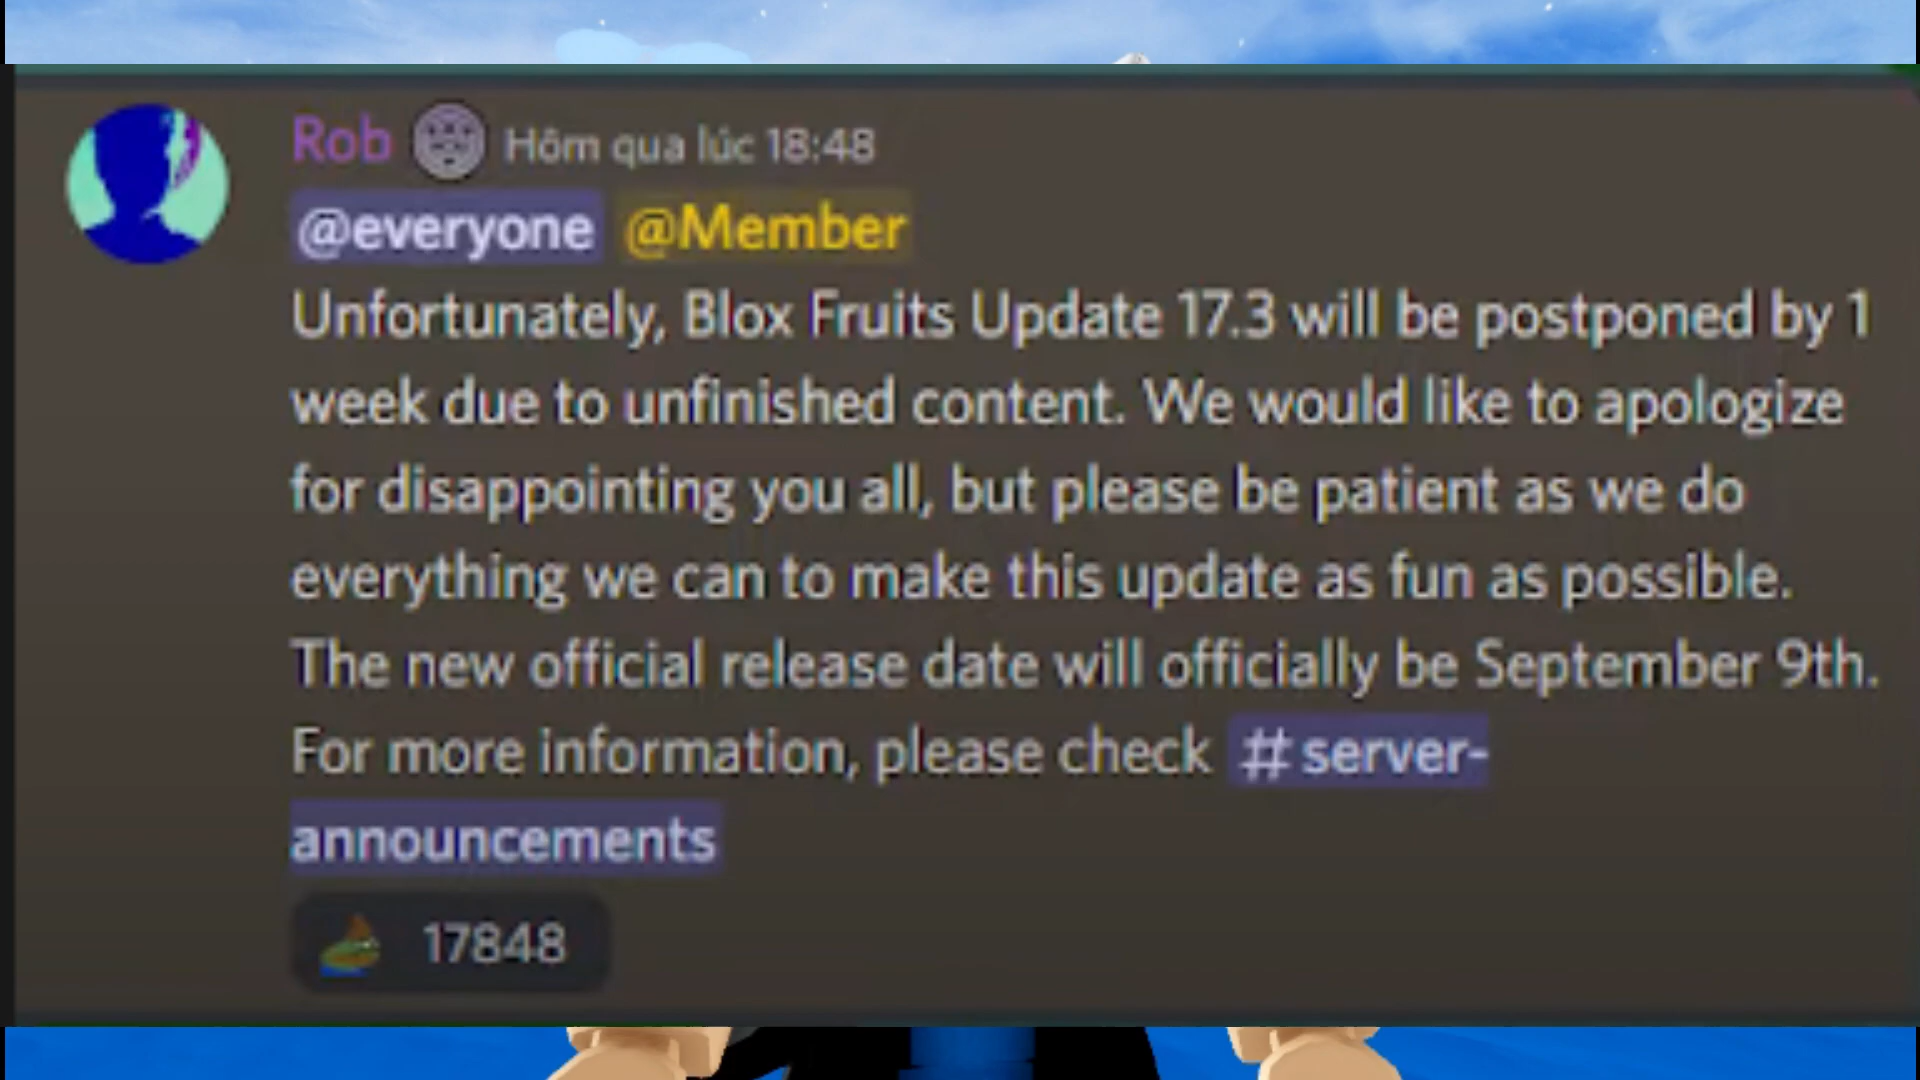 Rob Hôm qua lúc 18:48
@everyone @Member
Unfortunately, Blox Fruits Update 17.3 will be postponed by 1
week due to unfinished content. We would like to apologize
for disappointing you all, but please be patient as we do
everything we can to make this update as fun as possible.
The new official release date will officially be September 9th.
For more information, please check # server-
announcements
17848